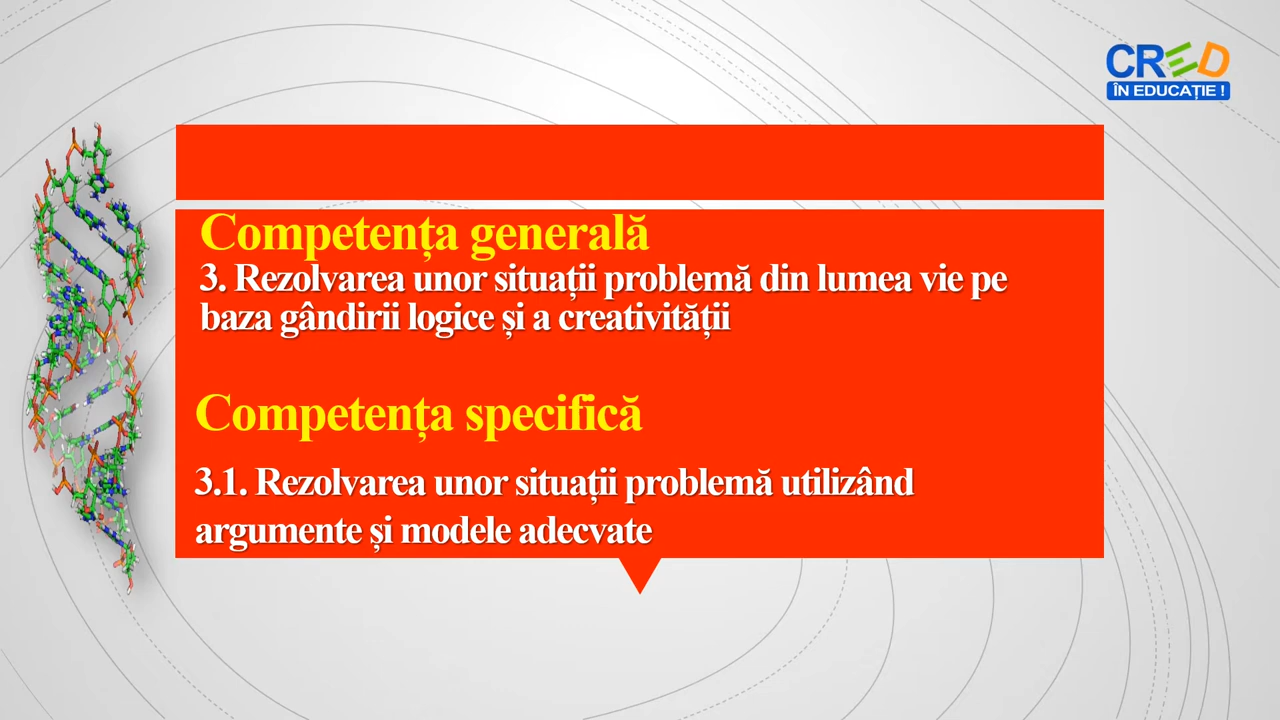 CRED
ÎN EDUCAȚIE !
Competența generală
3. Rezolvarea unor situații problemă din lumea vie pe
baza gândirii logice și a creativității
Competența specifică
3.1. Rezolvarea unor situații problemă utilizând
argumente și modele adecvate